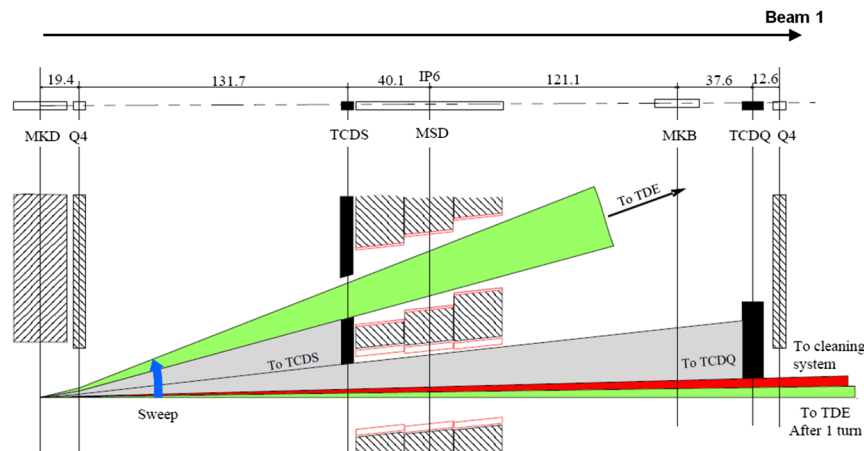 Beam 1
IP6
19.4 131.7 40.1 121.1 37.6 12.6
MKD Q4 TCDS MSD MKB TCDQ Q4
To TDE
To TCDS
To TCDQ
To cleaning
system
Sweep
To TDE
After 1 turn